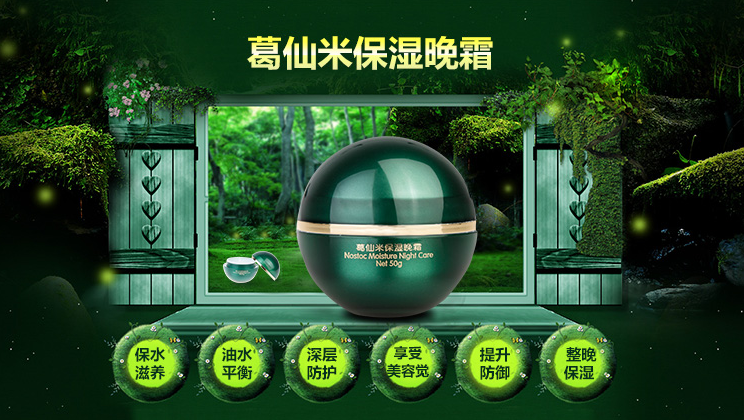 葛仙米保湿晚霜
葛仙米保湿晚霜
Nostoc Moisture Night Care
Net 50g
保水
滋养
油水
平衡
深层
防护
享受
美容觉
提升
防御
整晚
保湿